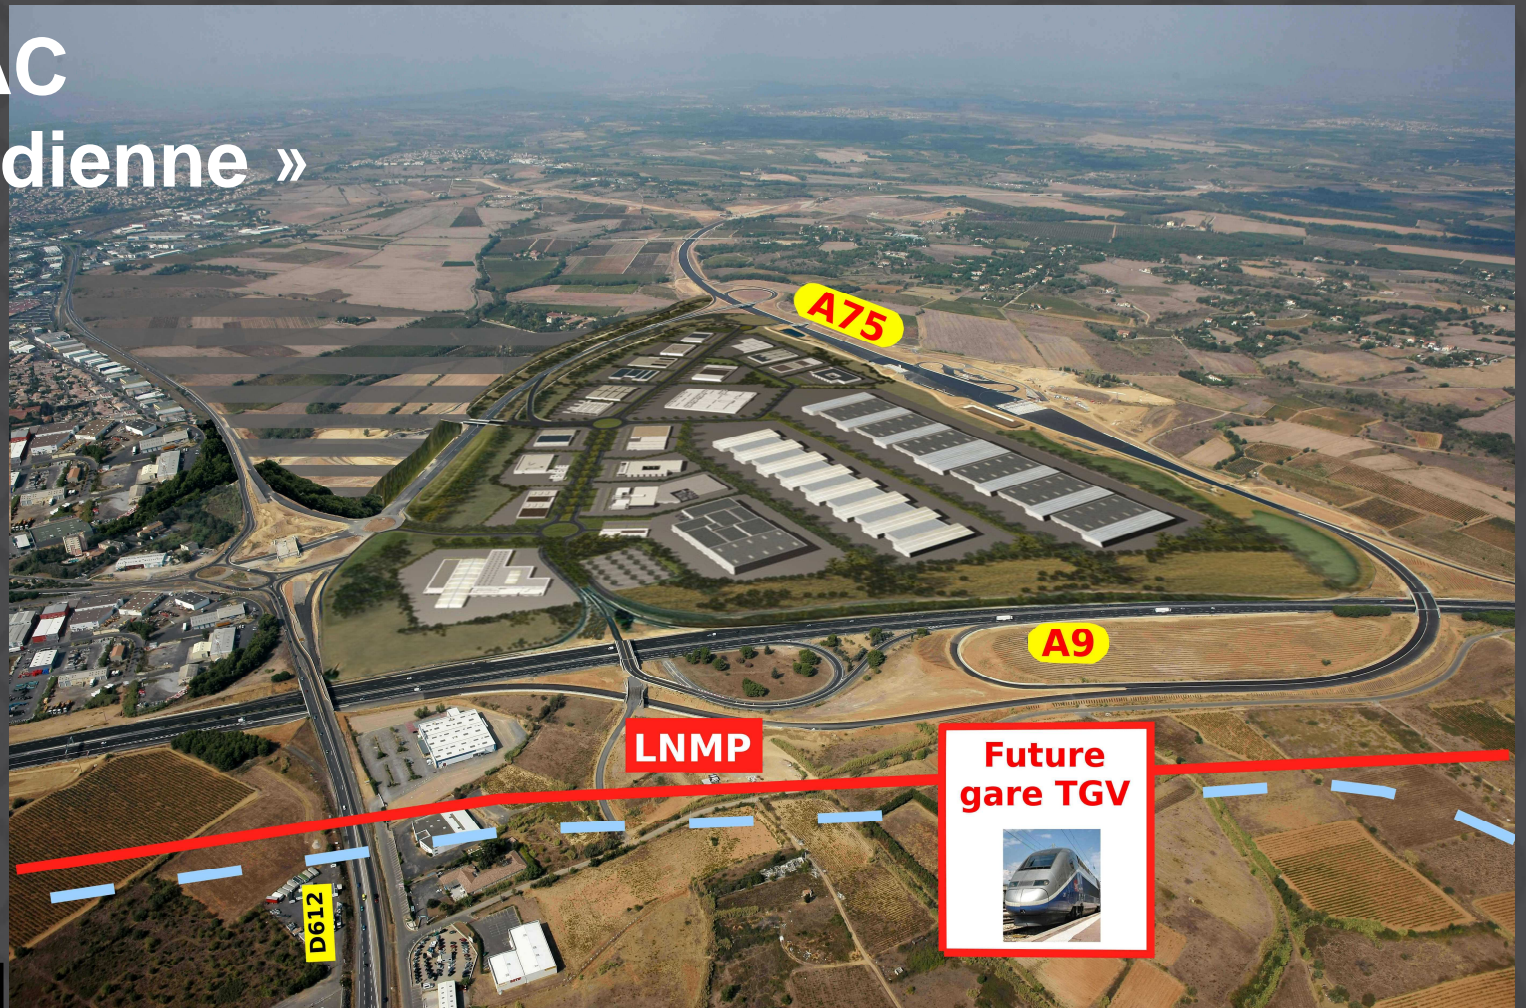 AC
dienne »
A75
A9
LNMP
Future
gare TGV
D612